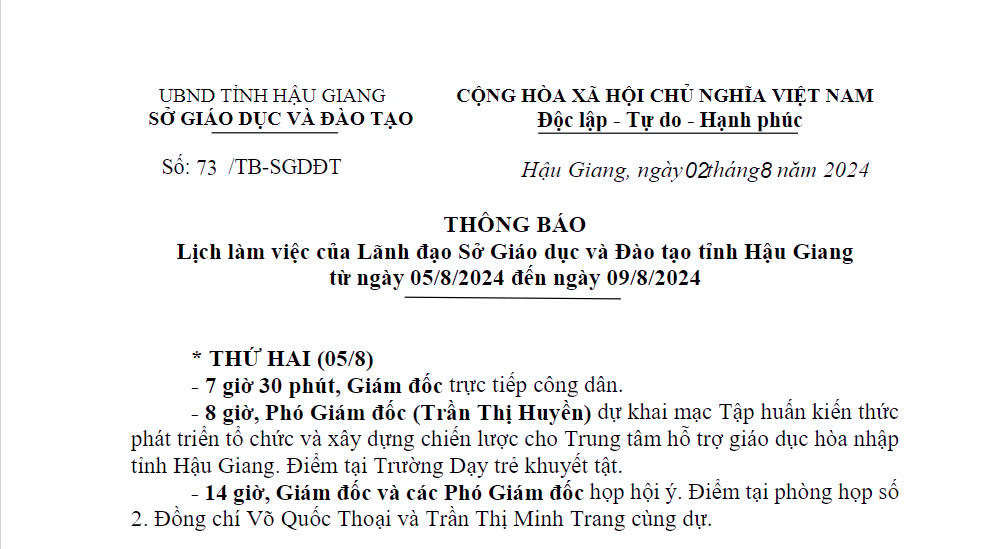 UBND TỈNH HẬU GIANG
SỞ GIÁO DỤC VÀ ĐÀO TẠO
CỘNG HÒA XÃ HỘI CHỦ NGHĨA VIỆT NAM
Độc lập - Tự do - Hạnh phúc
Số: 73 /TB-SGDĐT
Hậu Giang, ngày 02 tháng 8 năm 2024
THÔNG BÁO
Lịch làm việc của Lãnh đạo Sở Giáo dục và Đào tạo tỉnh Hậu Giang
từ ngày 05/8/2024 đến ngày 09/8/2024
* THỨ HAI (05/8)
- 7 giờ 30 phút, Giám đốc trực tiếp công dân.
- 8 giờ, Phó Giám đốc (Trần Thị Huyền) dự khai mạc Tập huấn kiến thức
phát triển tổ chức và xây dựng chiến lược cho Trung tâm hỗ trợ giáo dục hòa nhập
tỉnh Hậu Giang. Điểm tại Trường Dạy trẻ khuyết tật.
- 14 giờ, Giám đốc và các Phó Giám đốc họp hội ý. Điểm tại phòng họp số
2. Đồng chí Võ Quốc Thoại và Trần Thị Minh Trang cùng dự.